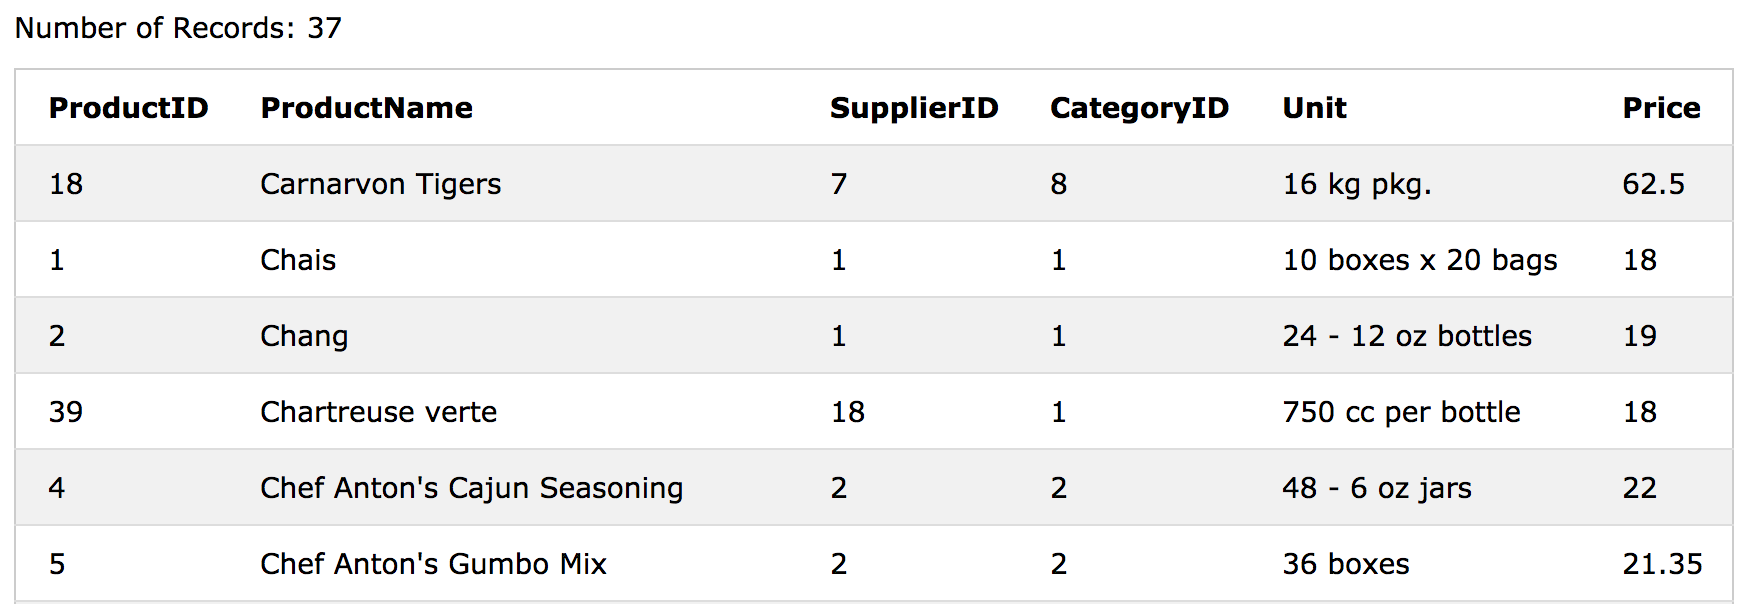 Number of Records: 37
ProductID ProductName SupplierID CategoryID Unit Price
18 Carnarvon Tigers 7 8 16 kg pkg. 62.5
1 Chais 1 1 10 boxes x 20 bags 18
2 Chang 1 1 24 - 12 oz bottles 19
39 Chartreuse verte 18 1 750 cc per bottle 18
4 Chef Anton's Cajun Seasoning 2 2 48 - 6 oz jars 22
5 Chef Anton's Gumbo Mix 2 2 36 boxes 21.35